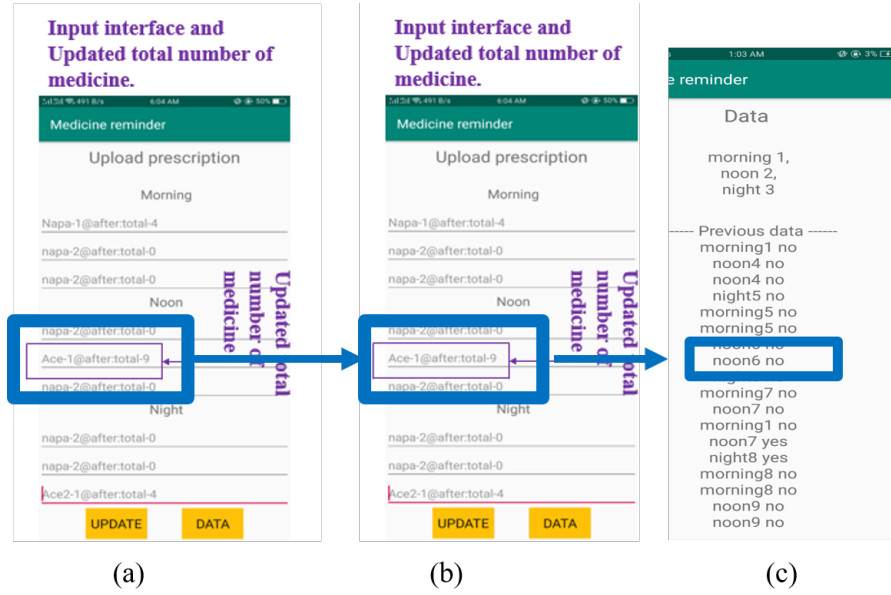 Input interface and
Updated total number of
medicine.
491 B/s 6:04 AM 50%
Medicine reminder
Upload prescription
Morning
Napa-1@after:total-4
napa-2@after:total-0
napa-2@after:total-0
Noon
napa-2@after:total-0
Ace-1@after:total-9
napa-2@after:total-0
Night
napa-2@after:total-0
napa-2@after:total-0
Ace2-1@after:total-4
UPDATE DATA
Updated total
number of
medicine
(a)
Input interface and
Updated total number of
medicine.
491 B/s 6:04 AM 50%
Medicine reminder
Upload prescription
Morning
Napa-1@after:total-4
napa-2@after:total-0
napa-2@after:total-0
Noon
napa-2@after:total-0
Ace-1@after:total-9
napa-2@after:total-0
Night
napa-2@after:total-0
napa-2@after:total-0
Ace2-1@after:total-4
UPDATE DATA
Updated total
number of
medicine
(b)
1:03 AM 3%
e reminder
Data
morning 1,
noon 2,
night 3
----- Previous data ------
morning1 no
noon4 no
noon4 no
night5 no
morning5 no
morning5 no
noon6 no
morning7 no
noon7 no
morning1 no
noon7 yes
night8 yes
morning8 no
morning8 no
noon9 no
noon9 no
(c)